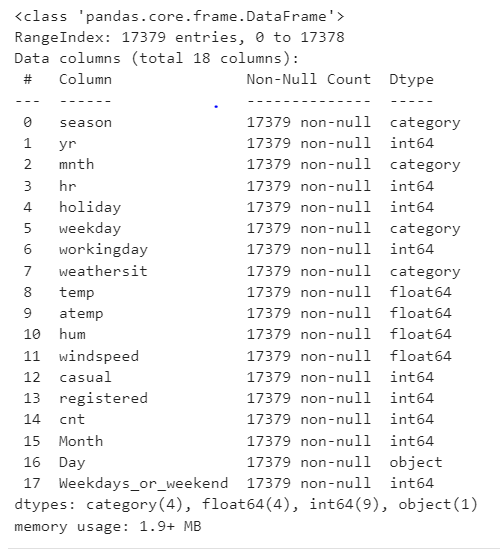 <class 'pandas.core.frame.DataFrame'>
RangeIndex: 17379 entries, 0 to 17378
Data columns (total 18 columns):
 #   Column               Non-Null Count  Dtype
---  ------               --------------  -----
 0   season               17379 non-null  category
 1   yr                   17379 non-null  int64
 2   mnth                 17379 non-null  category
 3   hr                   17379 non-null  int64
 4   holiday              17379 non-null  int64
 5   weekday              17379 non-null  category
 6   workingday           17379 non-null  int64
 7   weathersit           17379 non-null  category
 8   temp                 17379 non-null  float64
 9   atemp                17379 non-null  float64
 10  hum                  17379 non-null  float64
 11  windspeed            17379 non-null  float64
 12  casual               17379 non-null  int64
 13  registered           17379 non-null  int64
 14  cnt                  17379 non-null  int64
 15  Month                17379 non-null  int64
 16  Day                  17379 non-null  object
 17  Weekdays_or_weekend  17379 non-null  int64
dtypes: category(4), float64(4), int64(9), object(1)
memory usage: 1.9+ MB